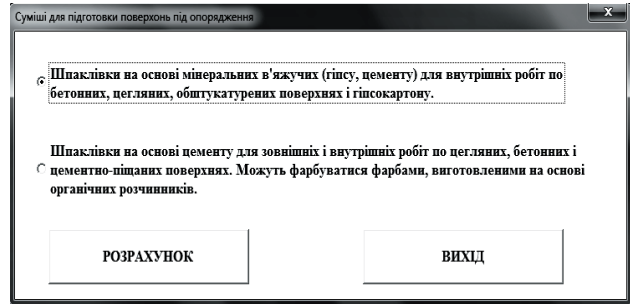 Суміші для підготовки поверхонь під опорядження
Шпаклівки на основі мінеральних в'яжучих (гіпсу, цементу) для внутрішніх робіт по
бетонних, цегляних, обштукатурених поверхнях і гіпсокартону.
Шпаклівки на основі цементу для зовнішніх і внутрішніх робіт по цегляних, бетонних і
цементно-піщаних поверхнях. Можуть фарбуватися фарбами, виготовленими на основі
органічних розчинників.
РОЗРАХУНОК
ВИХІД